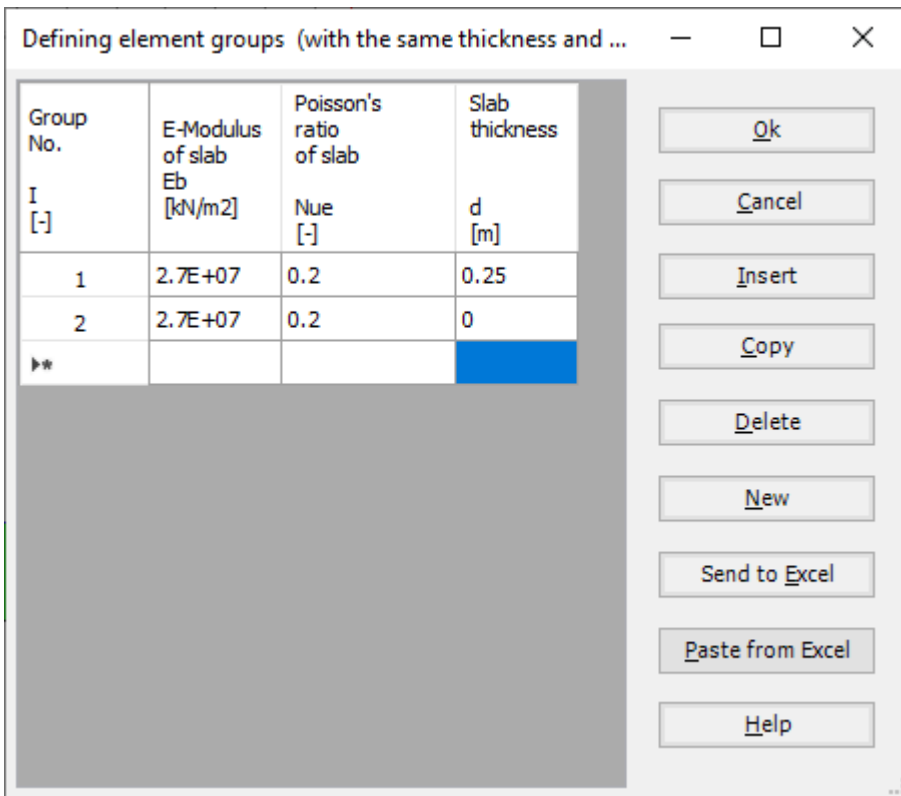 Defining element groups (with the same thickness and ...
Group
No.
I
[-]
E-Modulus
of slab
Eb
[kN/m2]
Poisson's
ratio
of slab
Nue
[-]
Slab
thickness
d
[m]
1 2.7E+07 0.2 0.25
2 2.7E+07 0.2 0
Ok
Cancel
Insert
Copy
Delete
New
Send to Excel
Paste from Excel
Help